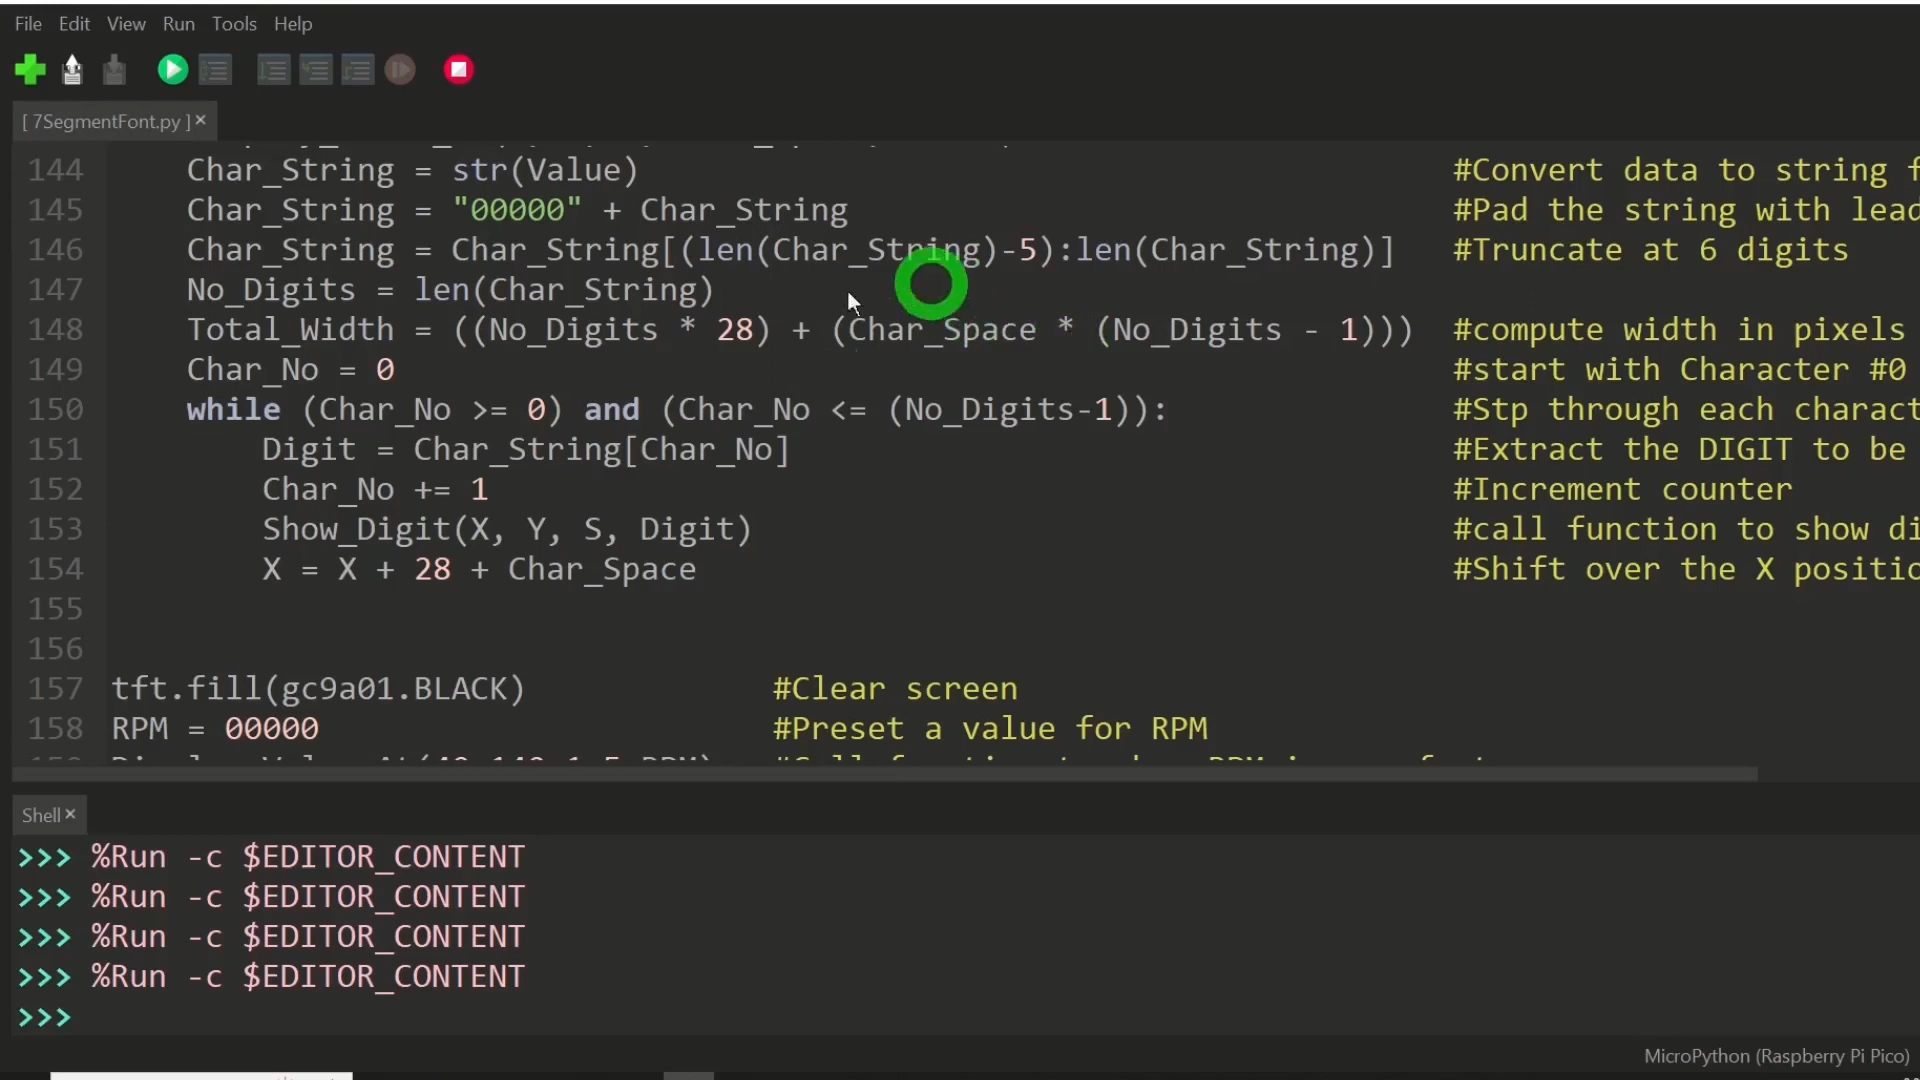 File Edit View Run Tools Help
[ 7SegmentFont.py ] ×
144 Char_String = str(Value) #Convert data to string
145 Char_String = "00000" + Char_String #Pad the string with
146 Char_String = Char_String[(len(Char_String)-5):len(Char_String)] #Truncate at 6 digits
147 No_Digits = len(Char_String)
148 Total_Width = ((No_Digits * 28) + (Char_Space * (No_Digits - 1))) #compute width in pixels
149 Char_No = 0 #start with Character #0
150 while (Char_No >= 0) and (Char_No <= (No_Digits-1)): #Stp through each
151 Digit = Char_String[Char_No] #Extract the DIGIT to be
152 Char_No += 1 #Increment counter
153 Show_Digit(X, Y, S, Digit) #call function to show
154 X = X + 28 + Char_Space #Shift over the X
155
156
157 tft.fill(gc9a01.BLACK) #Clear screen
158 RPM = 00000 #Preset a value for RPM
Shell ×
>>> %Run -c $EDITOR_CONTENT
>>> %Run -c $EDITOR_CONTENT
>>> %Run -c $EDITOR_CONTENT
>>> %Run -c $EDITOR_CONTENT
>>>
MicroPython (Raspberry Pi Pico)